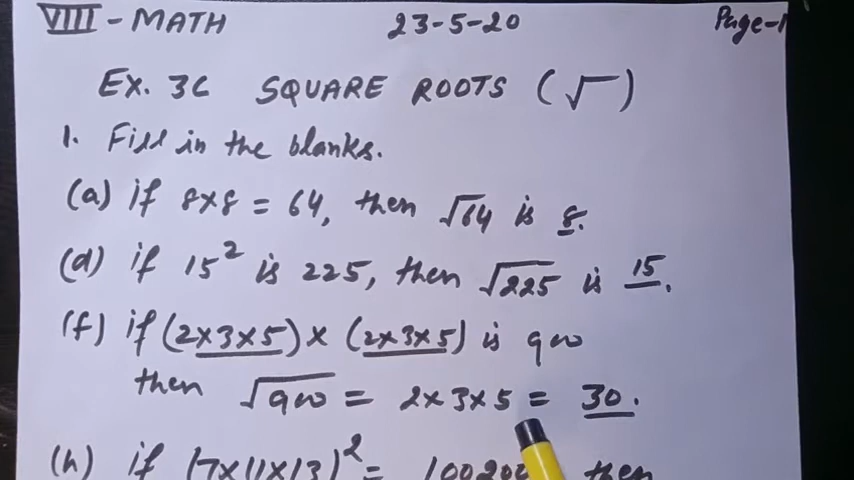 VIII - MATH 23-5-20 Page-1
EX. 3C SQUARE ROOTS (√‾)
1. Fill in the blanks.
(a) if 8×8 = 64, then √64 is 8.
(d) if 15² is 225, then √225 is 15.
(f) if (2×3×5) × (2×3×5) is 900
then √900 = 2×3×5 = 30.
(h) if (7×11×13)² = then